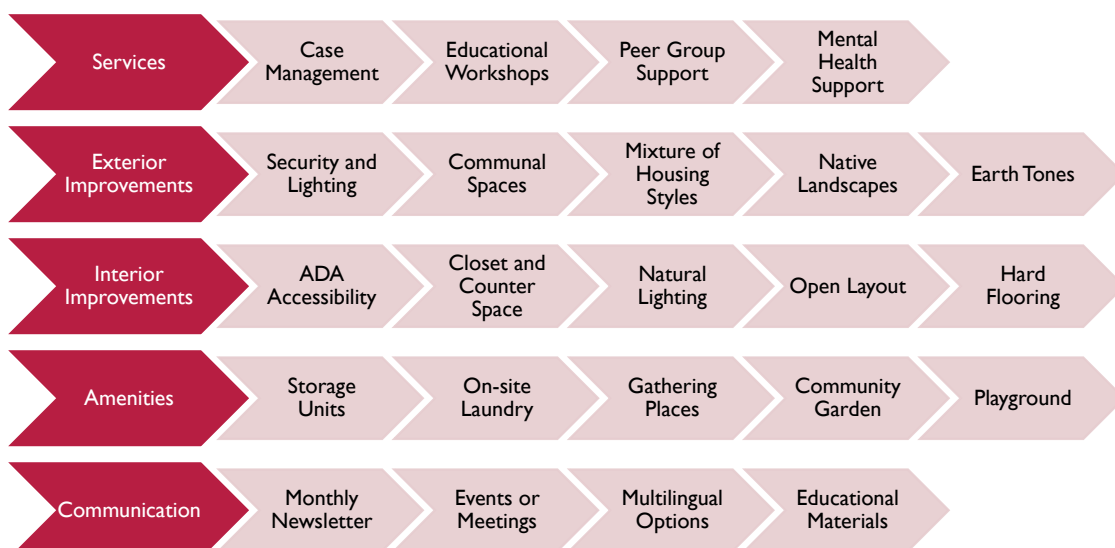 Services
Case
Management
Educational
Workshops
Peer Group
Support
Mental
Health
Support
Exterior
Improvements
Security and
Lighting
Communal
Spaces
Mixture of
Housing
Styles
Native
Landscapes
Earth Tones
Interior
Improvements
ADA
Accessibility
Closet and
Counter
Space
Natural
Lighting
Open Layout
Hard
Flooring
Amenities
Storage
Units
On-site
Laundry
Gathering
Places
Community
Garden
Playground
Communication
Monthly
Newsletter
Events or
Meetings
Multilingual
Options
Educational
Materials